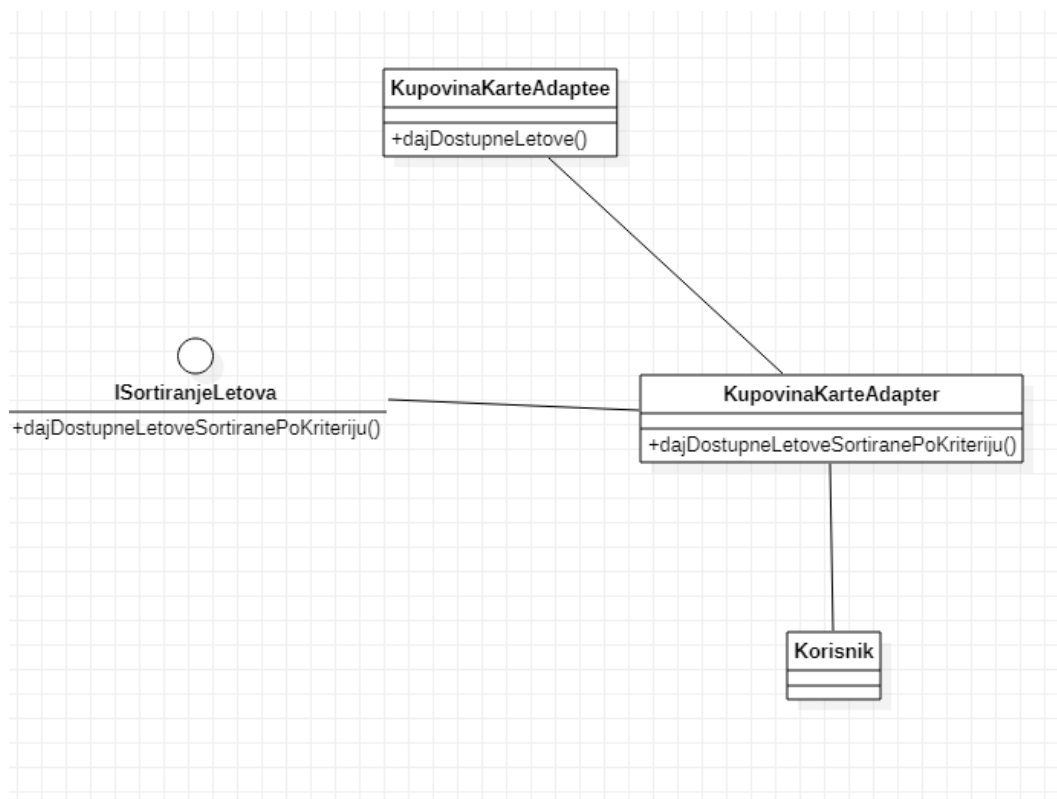 KupovinaKarteAdaptee
+dajDostupneLetove()
ISortiranjeLetova
+dajDostupneLetoveSortiranePoKriteriju()
KupovinaKarteAdapter
+dajDostupneLetoveSortiranePoKriteriju()
Korisnik